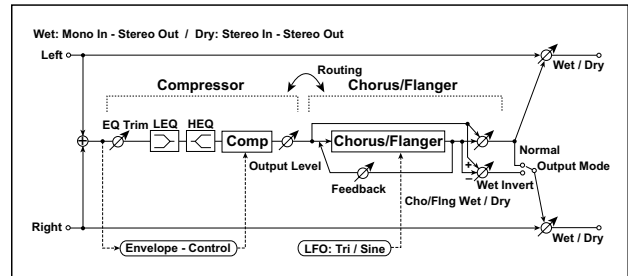 Wet: Mono In - Stereo Out / Dry: Stereo In - Stereo Out
Left
Wet / Dry
Routing
Compressor
Chorus/Flanger
EQ Trim
LEQ
HEQ
Comp
Chorus/Flanger
Normal
Output Level
Output Mode
+
−
Feedback
Wet Invert
Cho/Flng Wet / Dry
Right
Wet / Dry
Envelope - Control
LFO: Tri / Sine